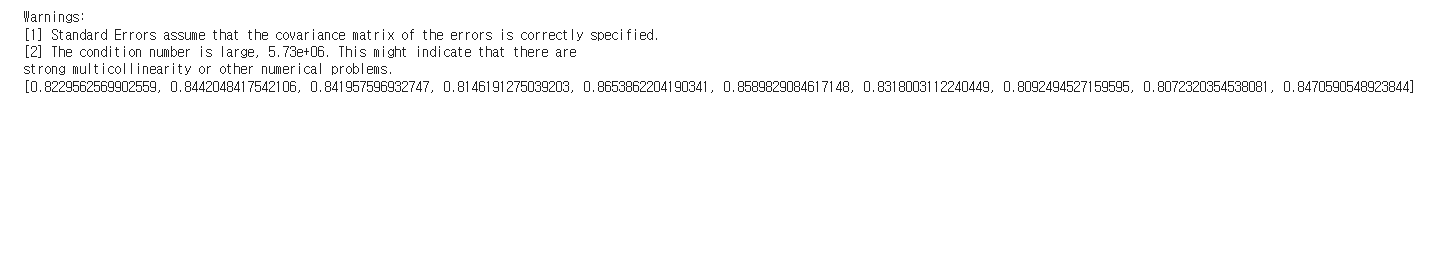 Warnings:
[1] Standard Errors assume that the covariance matrix of the errors is correctly specified.
[2] The condition number is large, 5.73e+06. This might indicate that there are
strong multicollinearity or other numerical problems.
[0.8229562569902559, 0.8442048417542106, 0.841957596932747, 0.8146191275039203, 0.8653862204190341, 0.8589829084617148, 0.8318003112240449, 0.8092494527159595, 0.8072320354538081, 0.8470590548923844]